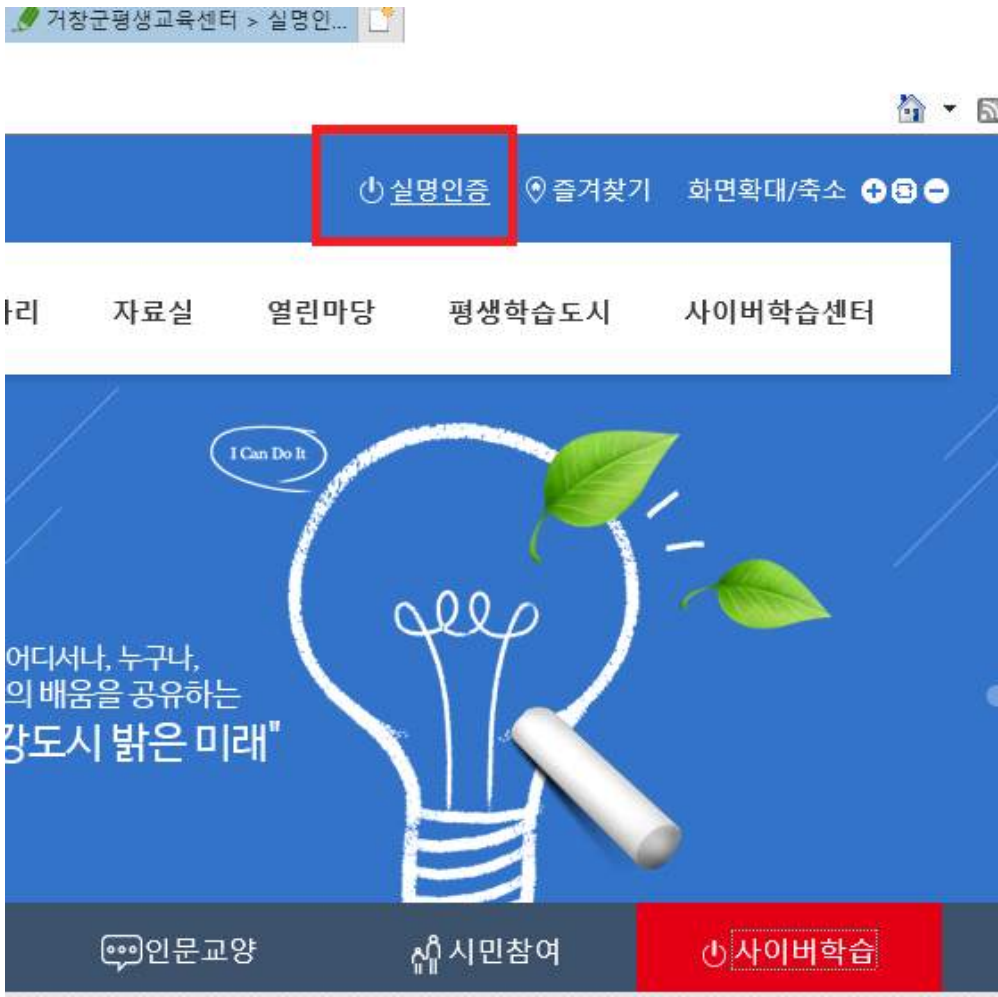 거창군평생교육센터 > 실명인...
실명인증 즐겨찾기 화면확대/축소
리 자료실 열린마당 평생학습도시 사이버학습센터
I Can Do It
어디서나, 누구나,
의 배움을 공유하는
강도시 밝은 미래"
인문교양 시민참여 사이버학습